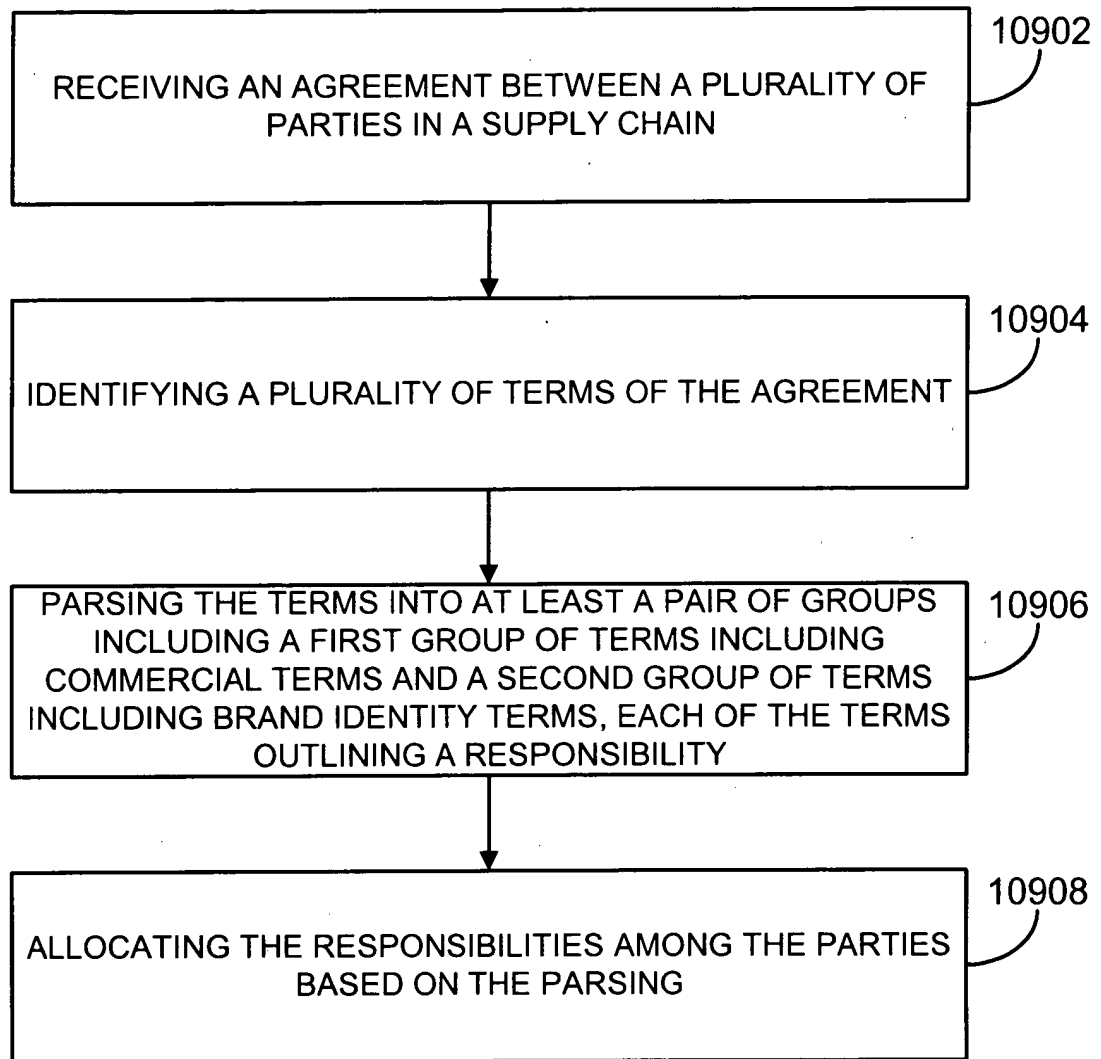 10902
RECEIVING AN AGREEMENT BETWEEN A PLURALITY OF
PARTIES IN A SUPPLY CHAIN
10904
IDENTIFYING A PLURALITY OF TERMS OF THE AGREEMENT
10906
PARSING THE TERMS INTO AT LEAST A PAIR OF GROUPS
INCLUDING A FIRST GROUP OF TERMS INCLUDING
COMMERCIAL TERMS AND A SECOND GROUP OF TERMS
INCLUDING BRAND IDENTITY TERMS, EACH OF THE TERMS
OUTLINING A RESPONSIBILITY
10908
ALLOCATING THE RESPONSIBILITIES AMONG THE PARTIES
BASED ON THE PARSING